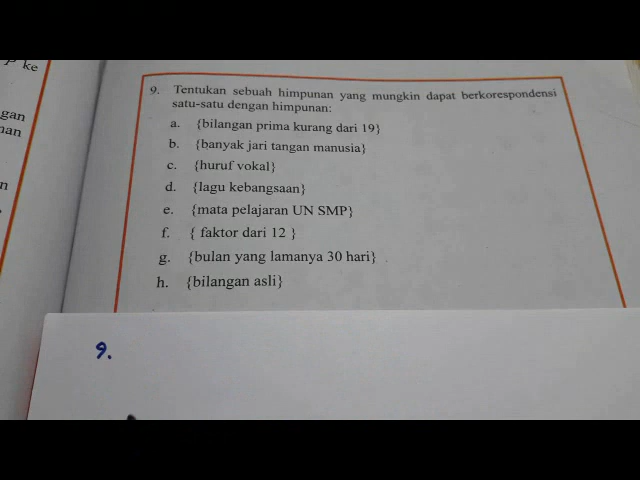 ke
gan
nan
n
9. Tentukan sebuah himpunan yang mungkin dapat berkorespondensi
satu-satu dengan himpunan:
a. {bilangan prima kurang dari 19}
b. {banyak jari tangan manusia}
c. {huruf vokal}
d. {lagu kebangsaan}
e. {mata pelajaran UN SMP}
f. { faktor dari 12 }
g. {bulan yang lamanya 30 hari}
h. {bilangan asli}
9.